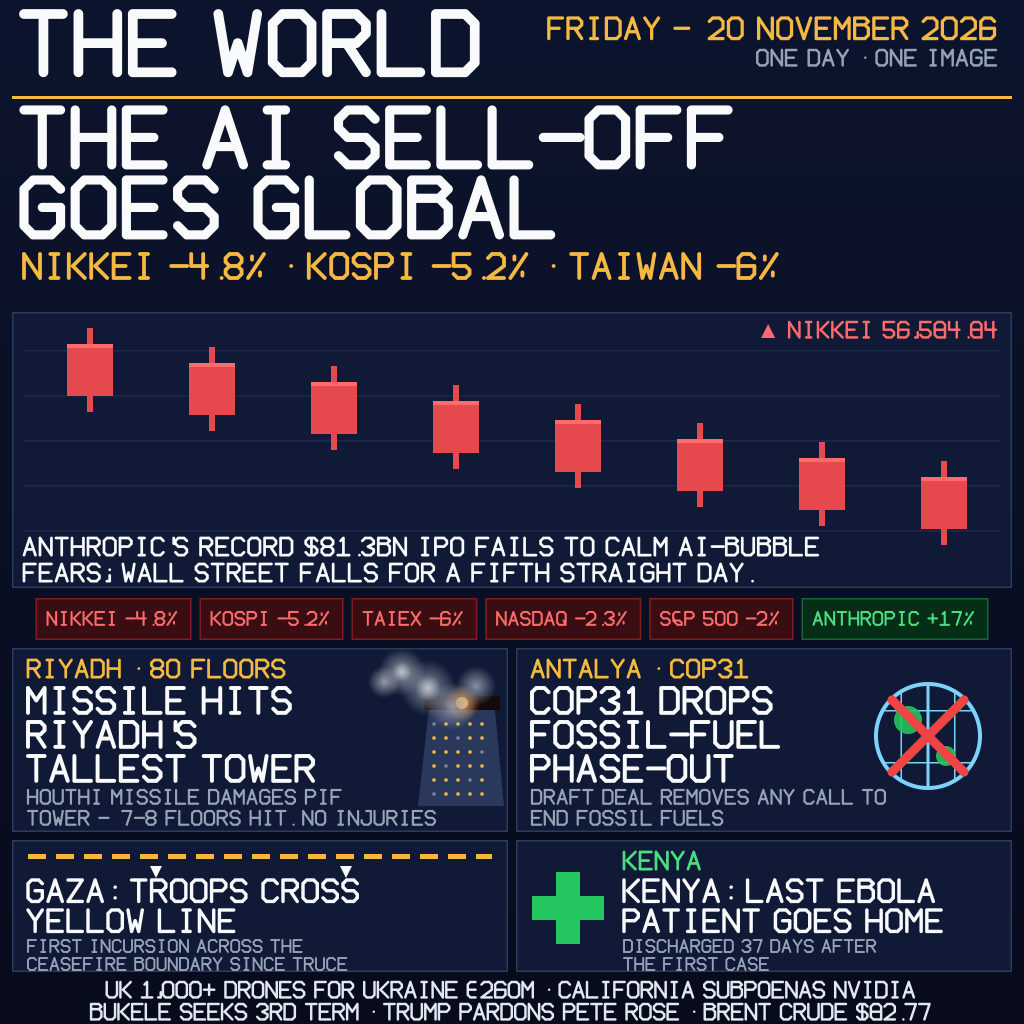 THE WORLD
FRIDAY - 20 NOVEMBER 2026
ONE DAY · ONE IMAGE
THE AI SELL-OFF
GOES GLOBAL
NIKKEI -4.8% · KOSPI -5.2% · TAIWAN -6%
▲ NIKKEI 56,584.84
ANTHROPIC'S RECORD $81.3BN IPO FAILS TO CALM AI-BUBBLE
FEARS; WALL STREET FALLS FOR A FIFTH STRAIGHT DAY.
NIKKEI -4.8%
KOSPI -5.2%
TAIEX -6%
NASDAQ -2.3%
S&P 500 -2%
ANTHROPIC +17%
RIYADH · 80 FLOORS
MISSILE HITS
RIYADH'S
TALLEST TOWER
HOUTHI MISSILE DAMAGES PIF
TOWER - 7-8 FLOORS HIT. NO INJURIES
ANTALYA · COP31
COP31 DROPS
FOSSIL-FUEL
PHASE-OUT
DRAFT DEAL REMOVES ANY CALL TO
END FOSSIL FUELS
GAZA: TROOPS CROSS
YELLOW LINE
FIRST INCURSION ACROSS THE
CEASEFIRE BOUNDARY SINCE TRUCE
KENYA
KENYA: LAST EBOLA
PATIENT GOES HOME
DISCHARGED 37 DAYS AFTER
THE FIRST CASE
UK 1,000+ DRONES FOR UKRAINE £260M · CALIFORNIA SUBPOENAS NVIDIA
BUKELE SEEKS 3RD TERM · TRUMP PARDONS PETE ROSE · BRENT CRUDE $82.77